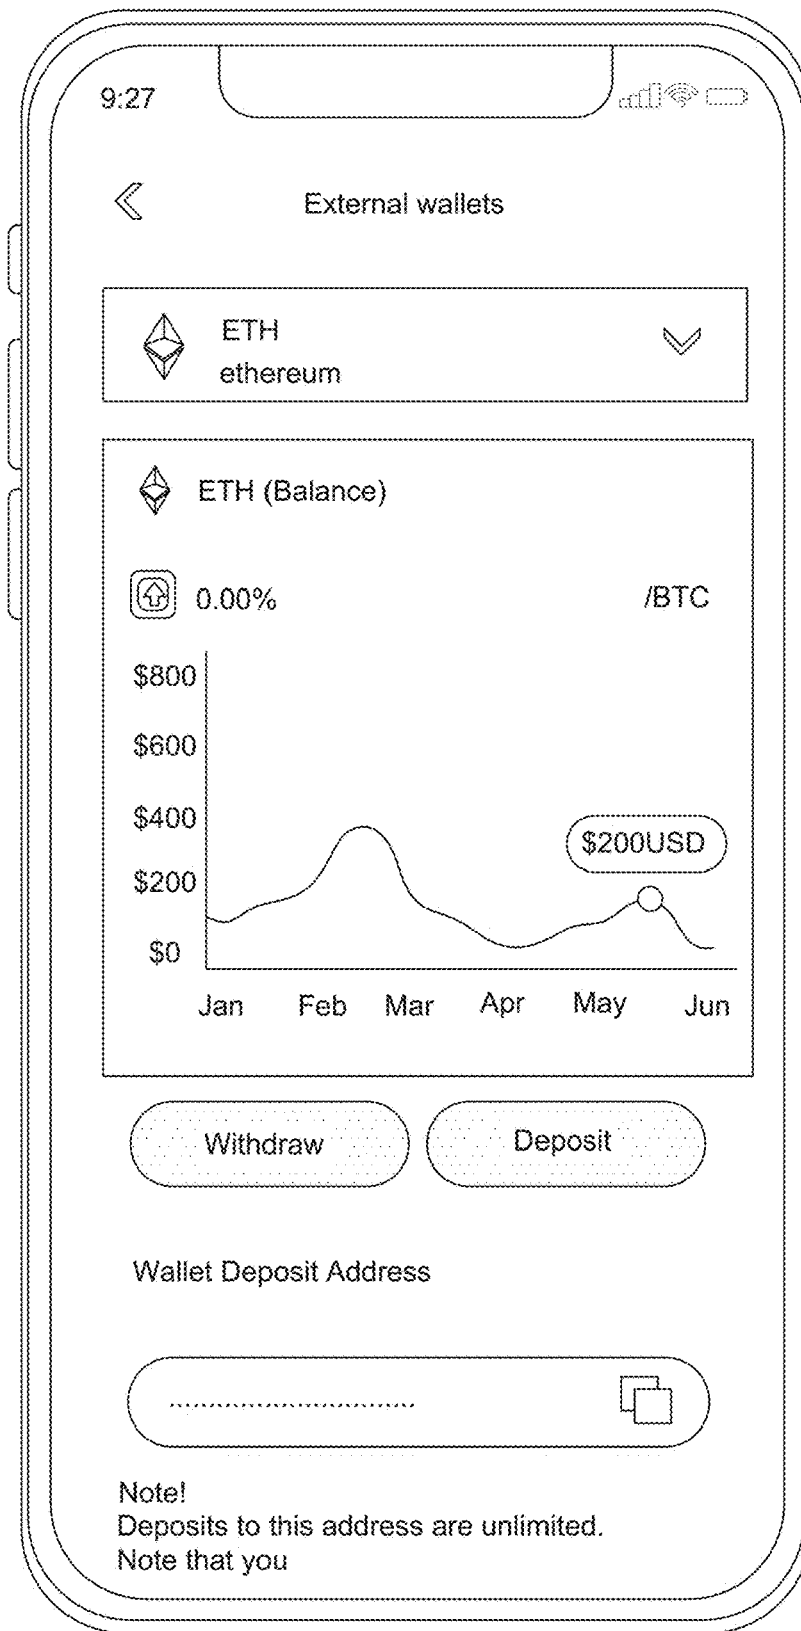 9:27
External wallets
ETH
ethereum
ETH (Balance)
0.00%
/BTC
$800
$600
$400
$200
$0
$200USD
Jan Feb Mar Apr May Jun
Withdraw Deposit
Wallet Deposit Address
..............................
Note!
Deposits to this address are unlimited.
Note that you